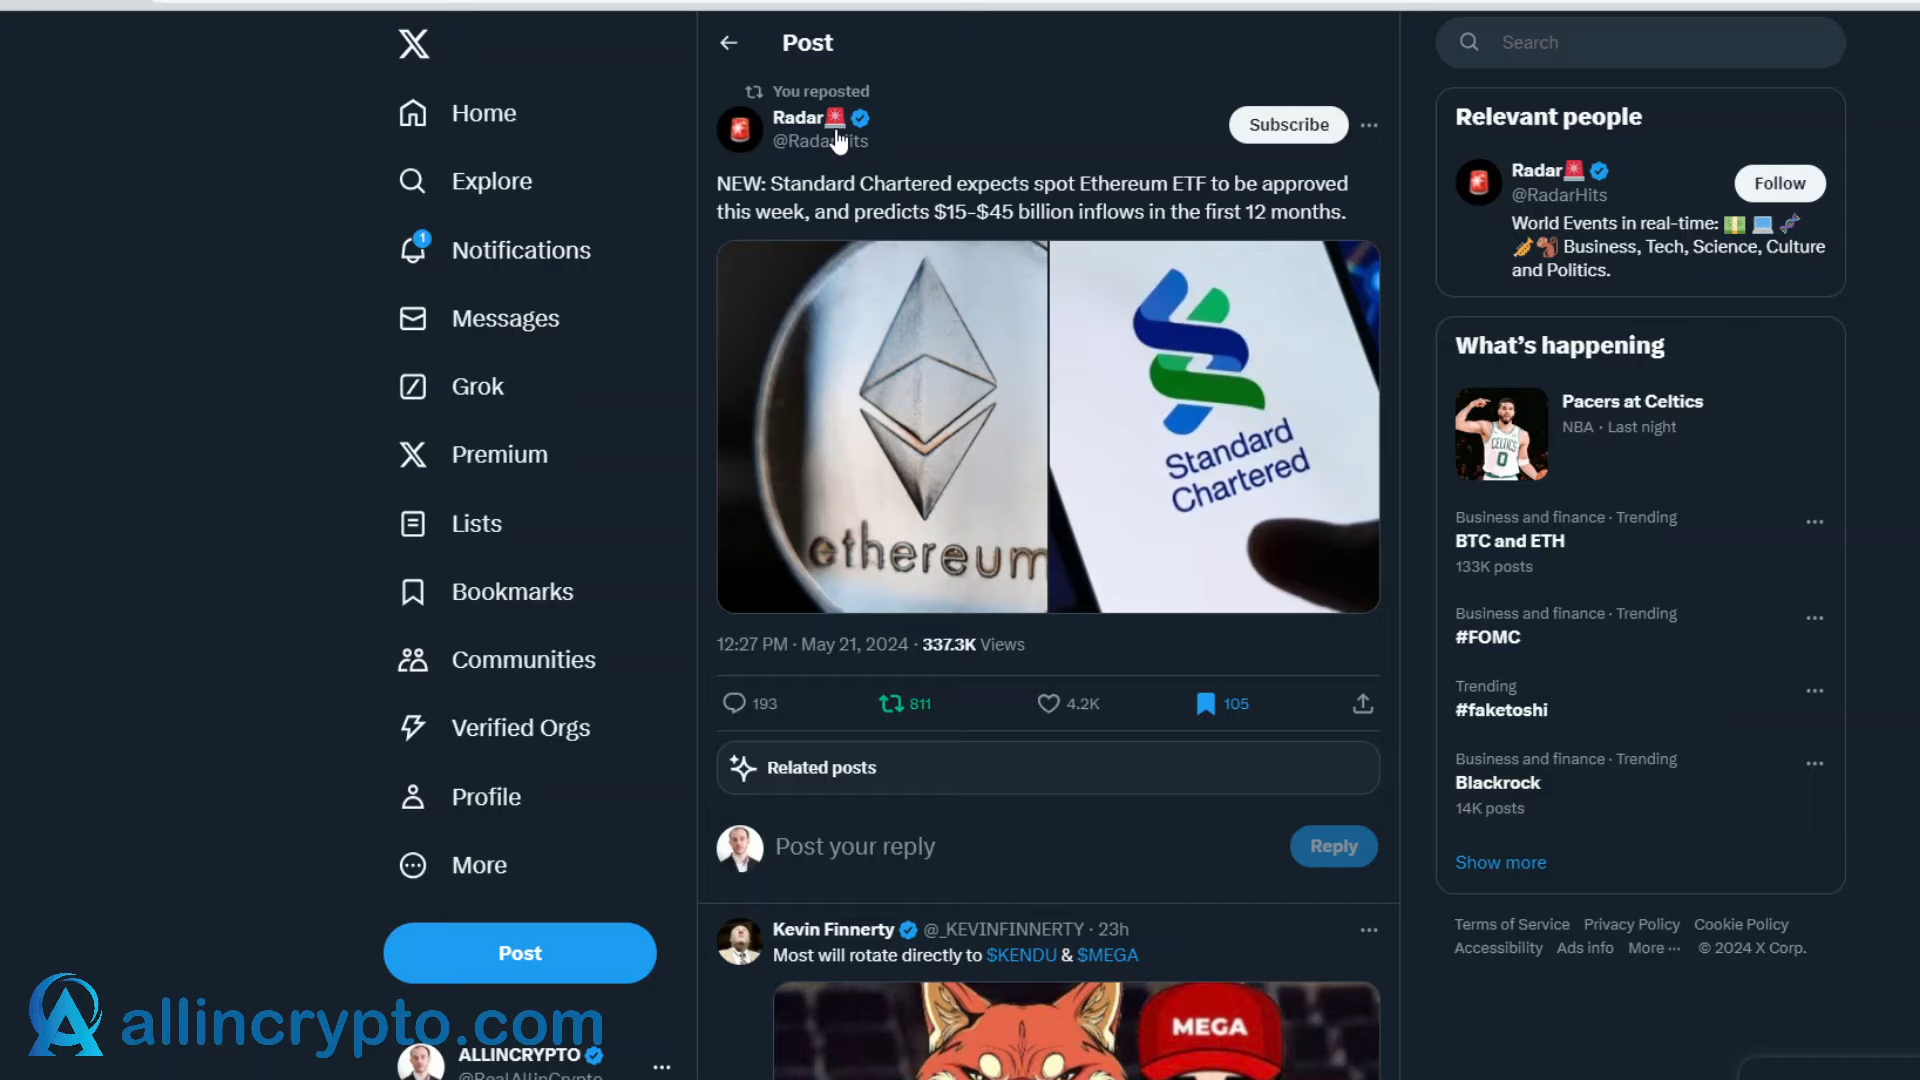 Home
Explore
1
Notifications
Messages
Grok
Premium
Lists
Bookmarks
Communities
Verified Orgs
Profile
More
Post
allincrypto.com
ALLINCRYPTO
@RealAllinCrypto
Post
You reposted
Radar
Subscribe
NEW: Standard Chartered expects spot Ethereum ETF to be approved
this week, and predicts $15-$45 billion inflows in the first 12 months.
ethereum
Standard
Chartered
12:27 PM · May 21, 2024 · 337.3K Views
193
811
4.2K
105
Related posts
Post your reply
Reply
Kevin Finnerty @_KEVINFINNERTY · 23h
Most will rotate directly to $KENDU & $MEGA
MEGA
Search
Relevant people
Radar
@RadarHits
Follow
World Events in real-time:
Business, Tech, Science, Culture
and Politics.
What's happening
CELTICS
0
Pacers at Celtics
NBA · Last night
Business and finance · Trending
BTC and ETH
133K posts
Business and finance · Trending
#FOMC
Trending
#faketoshi
Business and finance · Trending
Blackrock
14K posts
Show more
Terms of Service Privacy Policy Cookie Policy
Accessibility Ads info More ··· © 2024 X Corp.